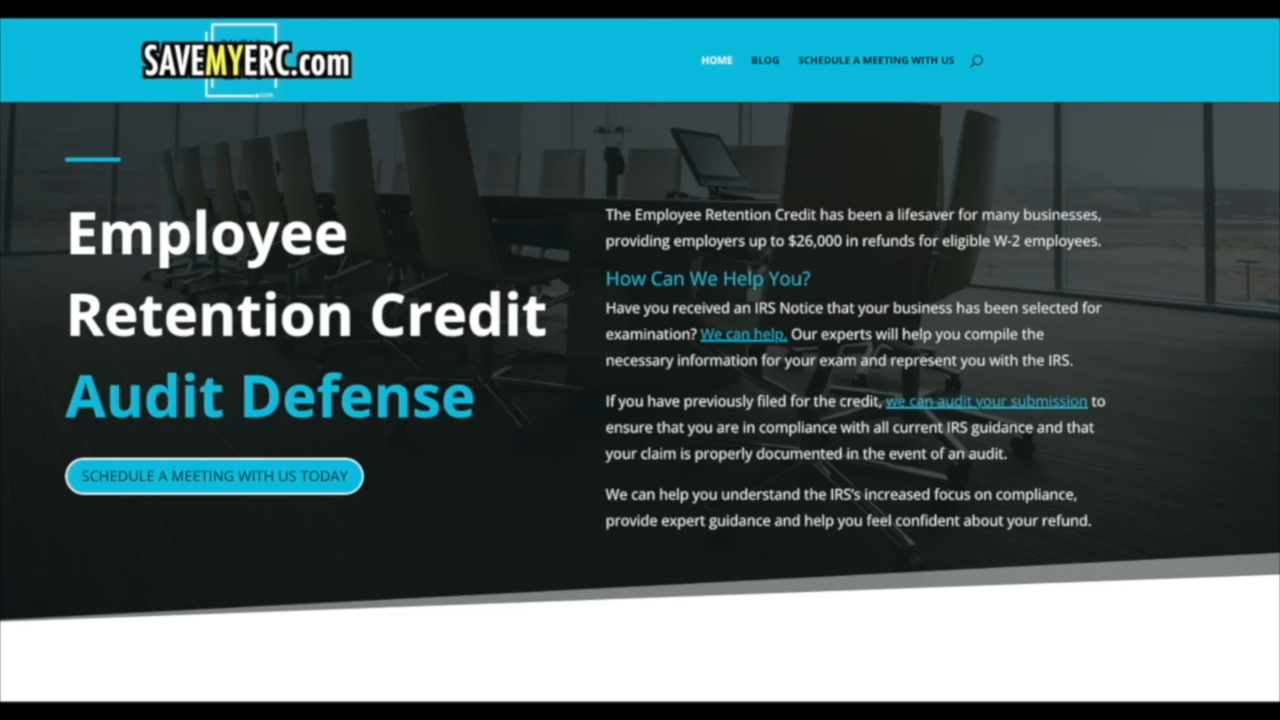 SAVEMYERC.com
HOME
BLOG
SCHEDULE A MEETING WITH US
Employee
Retention Credit
Audit Defense
SCHEDULE A MEETING WITH US TODAY
The Employee Retention Credit has been a lifesaver for many businesses,
providing employers up to $26,000 in refunds for eligible W-2 employees.
How Can We Help You?
Have you received an IRS Notice that your business has been selected for
examination? We can help. Our experts will help you compile the
necessary information for your exam and represent you with the IRS.
If you have previously filed for the credit, we can audit your submission to
ensure that you are in compliance with all current IRS guidance and that
your claim is properly documented in the event of an audit.
We can help you understand the IRS's increased focus on compliance,
provide expert guidance and help you feel confident about your refund.